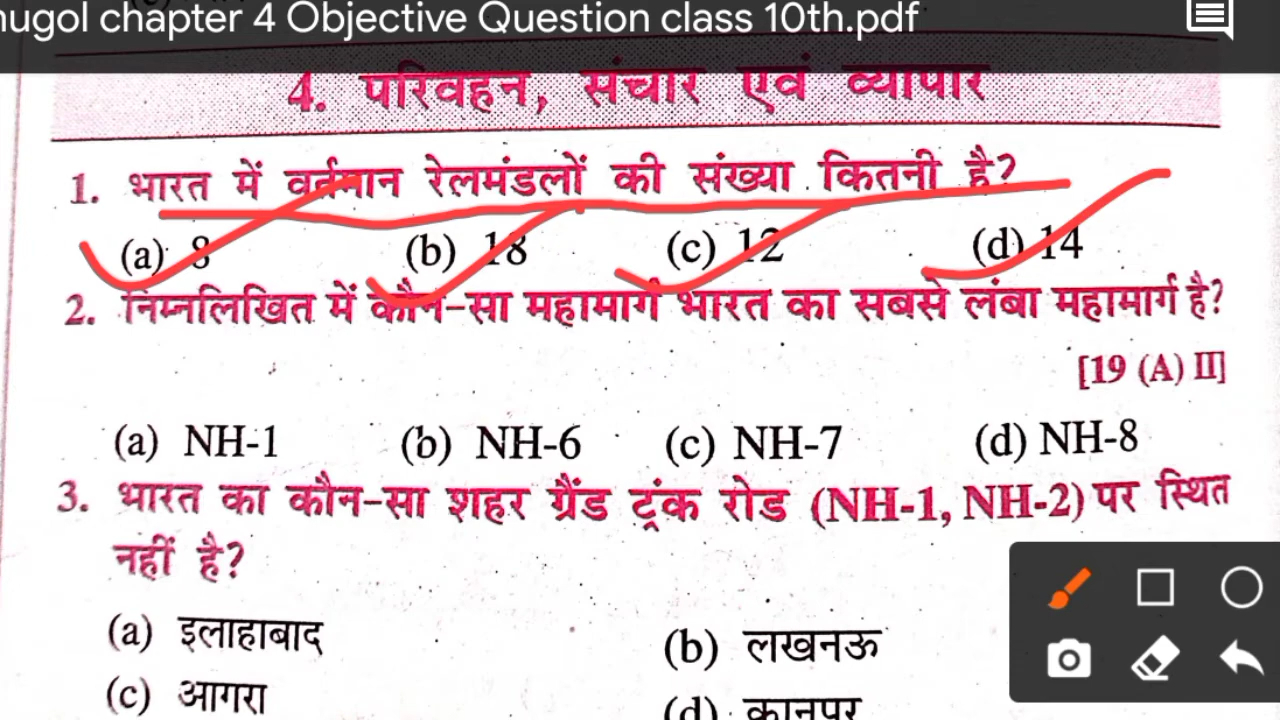 hugol chapter 4 Objective Question class 10th.pdf
4. परिवहन, संचार एवं व्यापार
1. भारत में वर्तमान रेलमंडलों की संख्या कितनी है?
(a) 8 (b) 18 (c) 12 (d) 14
2. निम्नलिखित में कौन-सा महामार्ग भारत का सबसे लंबा महामार्ग है?
[19 (A) II]
(a) NH-1 (b) NH-6 (c) NH-7 (d) NH-8
3. भारत का कौन-सा शहर ग्रैंड ट्रंक रोड (NH-1, NH-2) पर स्थित
नहीं है?
(a) इलाहाबाद (b) लखनऊ
(c) आगरा (d) कानपुर